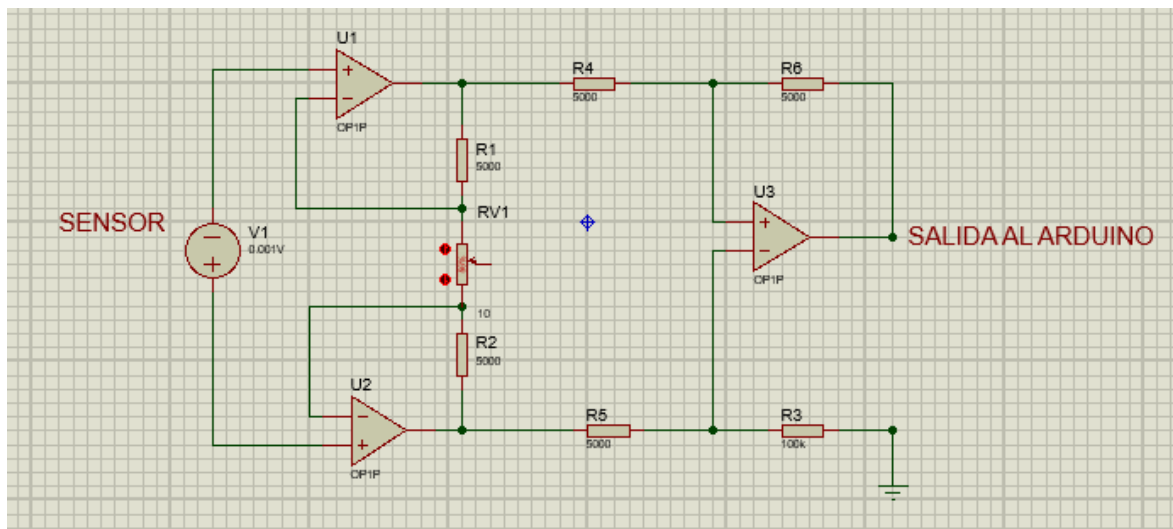 U1
+
−
OP1P
R4
5000
R6
5000
R1
5000
SENSOR
V1
0.001V
RV1
U3
+
−
OP1P
SALIDA AL ARDUINO
10
R2
5000
U2
−
+
OP1P
R5
5000
R3
100k